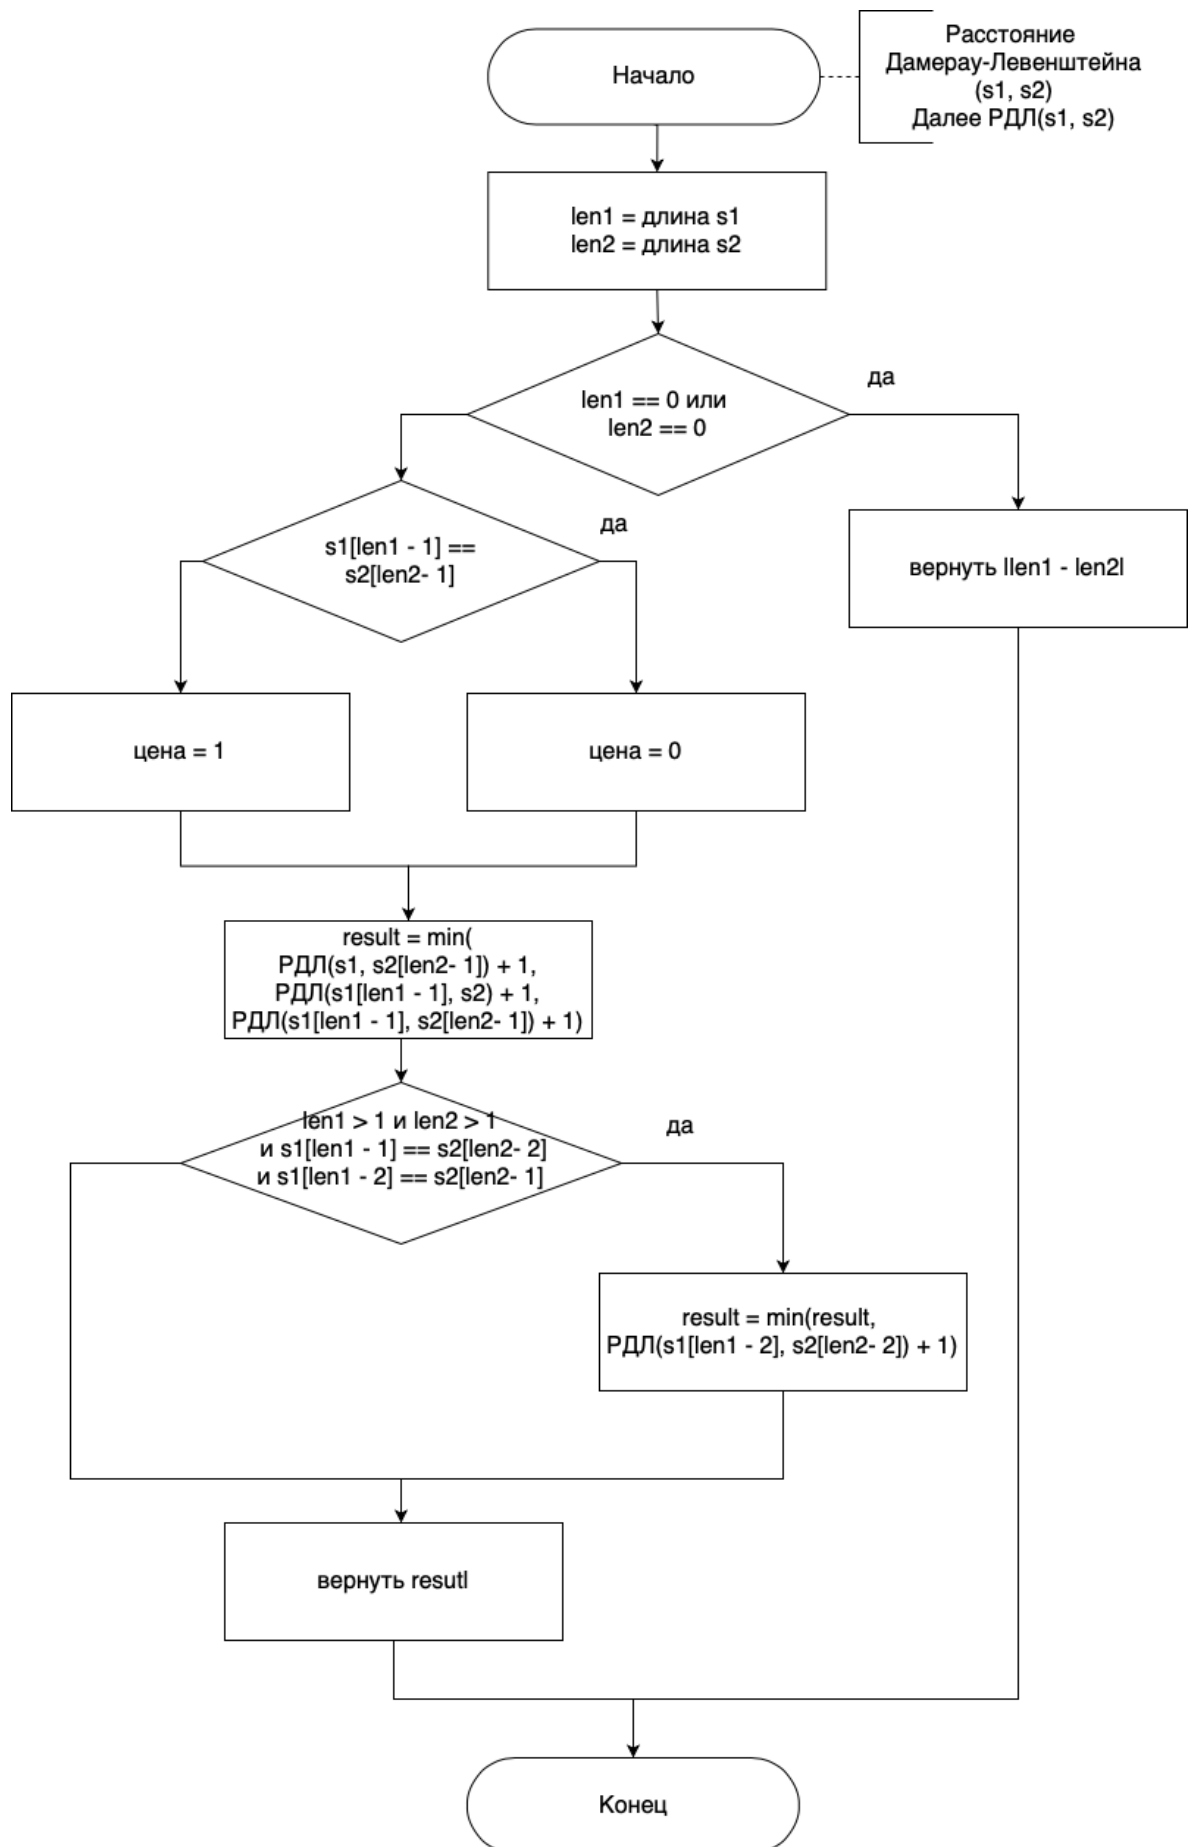 Начало
Расстояние
Дамерау-Левенштейна
(s1, s2)
Далее РДЛ(s1, s2)
len1 = длина s1
len2 = длина s2
len1 == 0 или
len2 == 0
да
s1[len1 - 1] ==
s2[len2- 1]
да
вернуть |len1 - len2|
цена = 1
цена = 0
result = min(
РДЛ(s1, s2[len2- 1]) + 1,
РДЛ(s1[len1 - 1], s2) + 1,
РДЛ(s1[len1 - 1], s2[len2- 1]) + 1)
len1 > 1 и len2 > 1
и s1[len1 - 1] == s2[len2- 2]
и s1[len1 - 2] == s2[len2- 1]
да
result = min(result,
РДЛ(s1[len1 - 2], s2[len2- 2]) + 1)
вернуть resutl
Конец